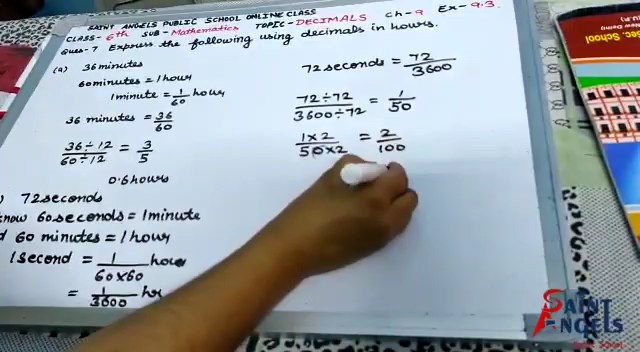 SAINT ANGELS PUBLIC SCHOOL ONLINE CLASS
CLASS- 6th SUB- Mathematics TOPIC- DECIMALS Ch-9 Ex-9.3
Ques-7 Express the following using decimals in hours.
(a) 36 minutes
60 minutes = 1 hour
1 minute = 1/60 hour
36 minutes = 36/60
36÷12/60÷12 = 3/5
0.6 hours
) 72 seconds
know 60 seconds = 1 minute
d 60 minutes = 1 hour
1 second = 1/60×60 hour
= 1/3600 hr
72 seconds = 72/3600
72÷72/3600÷72 = 1/50
1×2/50×2 = 2/100
Sec. School
SAINT
ANGELS